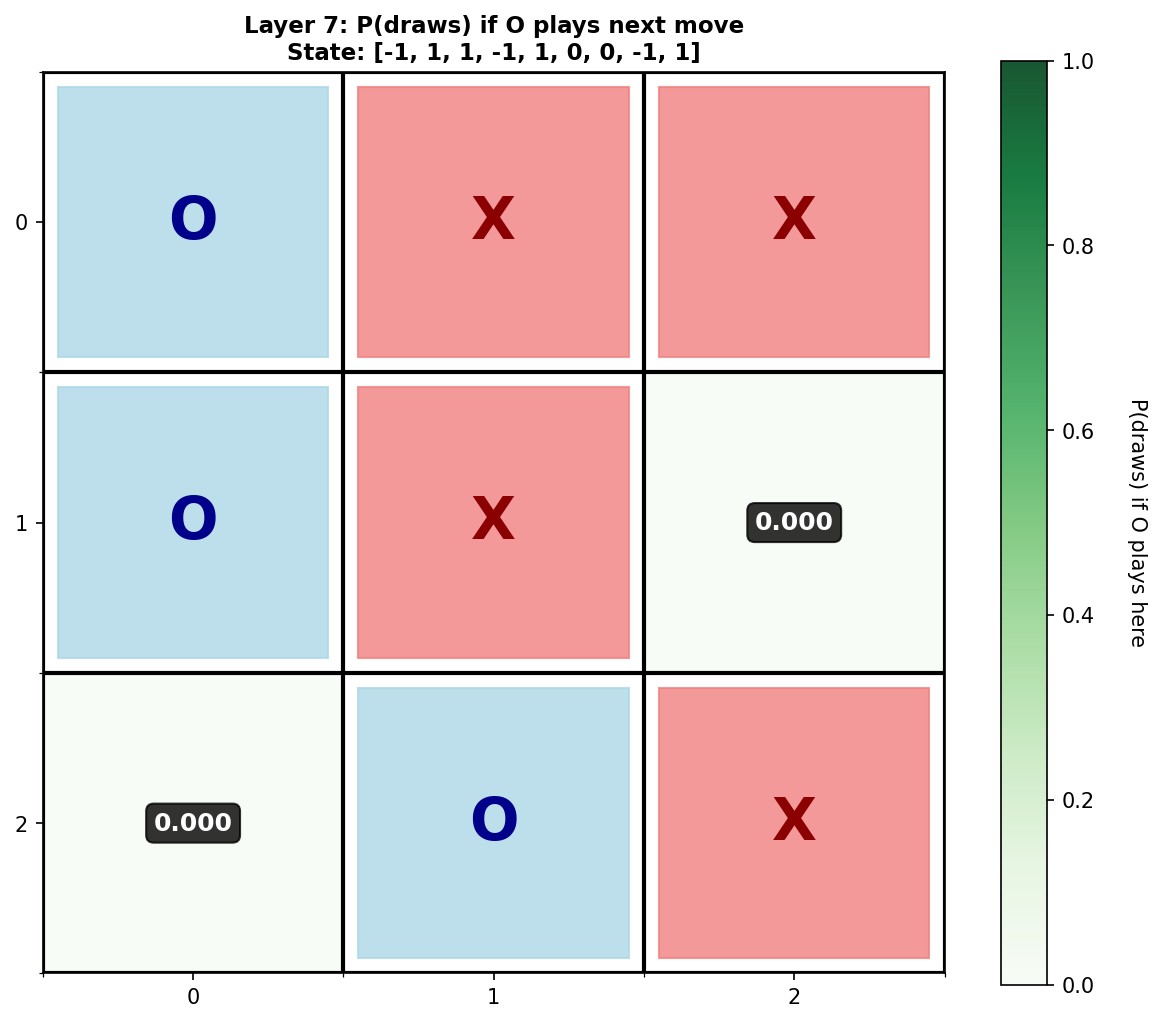 Layer 7: P(draws) if O plays next move
State: [-1, 1, 1, -1, 1, 0, 0, -1, 1]
O X X
O X 0.000
0.000 O X
0
1
2
0 1 2
1.0
0.8
0.6
0.4
0.2
0.0
P(draws) if O plays here